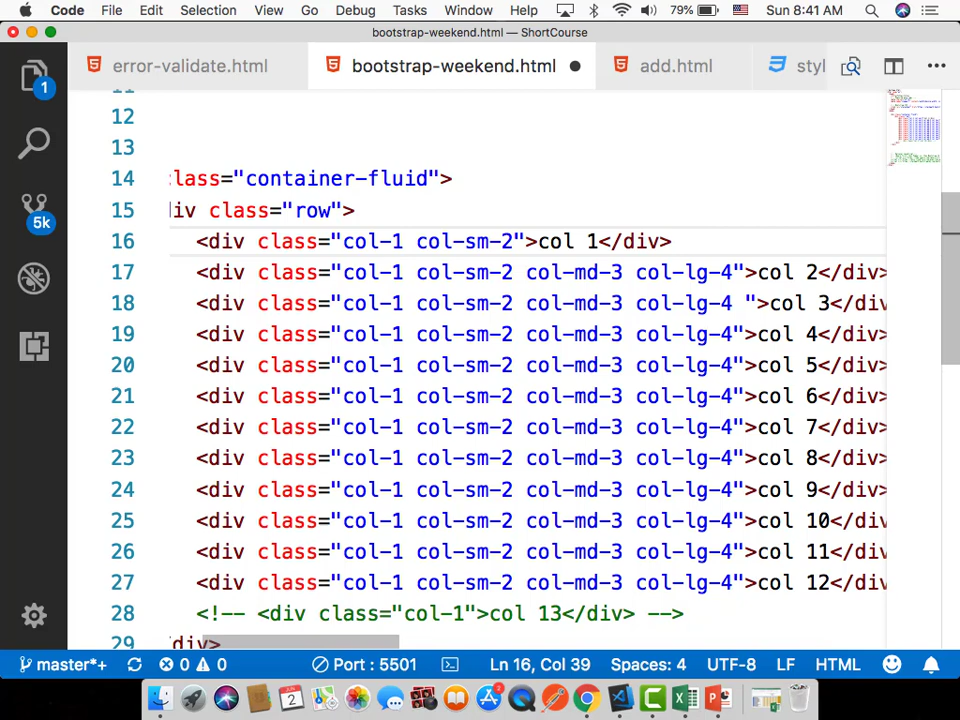 Code File Edit Selection View Go Debug Tasks Window Help 79% Sun 8:41 AM
bootstrap-weekend.html — ShortCourse
error-validate.html bootstrap-weekend.html add.html styl
1
5k
11
12
13
14 class="container-fluid">
15 div class="row">
16 <div class="col-1 col-sm-2">col 1</div>
17 <div class="col-1 col-sm-2 col-md-3 col-lg-4">col 2</div>
18 <div class="col-1 col-sm-2 col-md-3 col-lg-4 ">col 3</div
19 <div class="col-1 col-sm-2 col-md-3 col-lg-4">col 4</div>
20 <div class="col-1 col-sm-2 col-md-3 col-lg-4">col 5</div>
21 <div class="col-1 col-sm-2 col-md-3 col-lg-4">col 6</div>
22 <div class="col-1 col-sm-2 col-md-3 col-lg-4">col 7</div>
23 <div class="col-1 col-sm-2 col-md-3 col-lg-4">col 8</div>
24 <div class="col-1 col-sm-2 col-md-3 col-lg-4">col 9</div>
25 <div class="col-1 col-sm-2 col-md-3 col-lg-4">col 10</div
26 <div class="col-1 col-sm-2 col-md-3 col-lg-4">col 11</div
27 <div class="col-1 col-sm-2 col-md-3 col-lg-4">col 12</div
28 <!-- <div class="col-1">col 13</div> -->
29 div>
master*+ 0 0 Port : 5501 Ln 16, Col 39 Spaces: 4 UTF-8 LF HTML